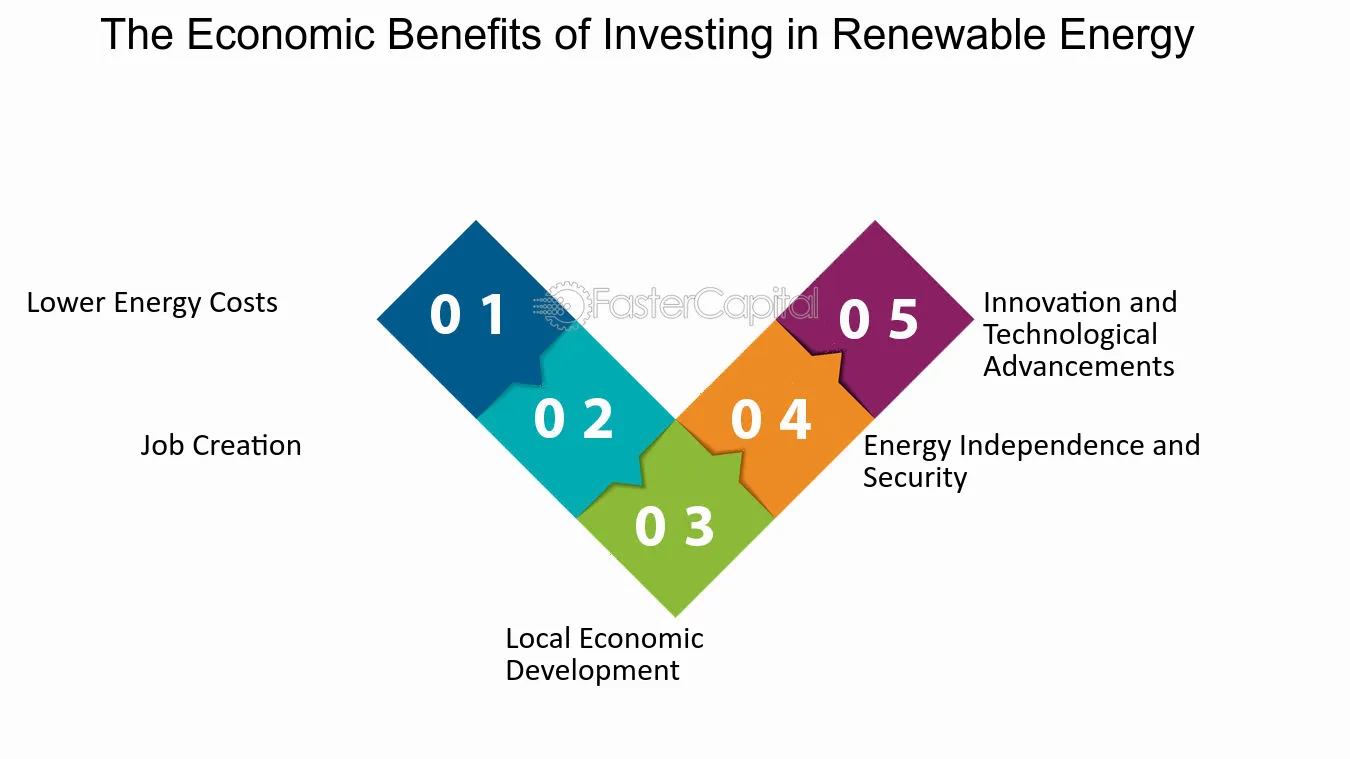 The Economic Benefits of Investing in Renewable Energy
0 1
Lower Energy Costs
0 2
Job Creation
0 3
Local Economic
Development
0 4
Energy Independence and
Security
0 5
Innovation and
Technological
Advancements
FasterCapital